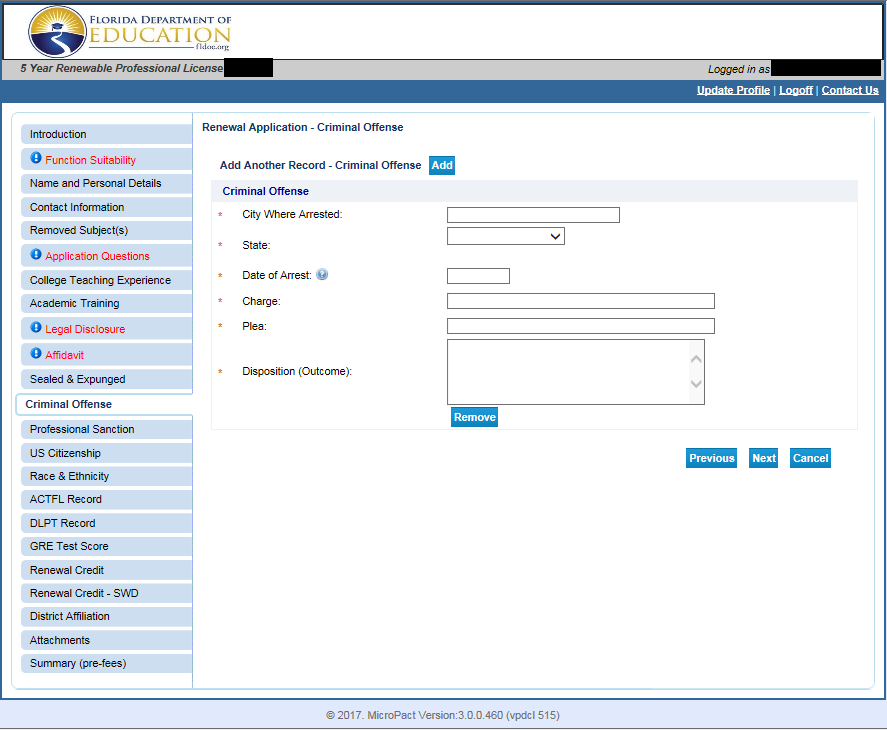 FLORIDA DEPARTMENT OF
EDUCATION
fldoe.org
5 Year Renewable Professional License
Logged in as
Update Profile | Logoff | Contact Us
Introduction
Function Suitability
Name and Personal Details
Contact Information
Removed Subject(s)
Application Questions
College Teaching Experience
Academic Training
Legal Disclosure
Affidavit
Sealed & Expunged
Criminal Offense
Professional Sanction
US Citizenship
Race & Ethnicity
ACTFL Record
DLPT Record
GRE Test Score
Renewal Credit
Renewal Credit - SWD
District Affiliation
Attachments
Summary (pre-fees)
Renewal Application - Criminal Offense
Add Another Record - Criminal Offense Add
Criminal Offense
* City Where Arrested:
* State:
* Date of Arrest: ?
* Charge:
* Plea:
* Disposition (Outcome):
Remove
Previous Next Cancel
© 2017. MicroPact Version:3.0.0.460 (vpdcl 515)